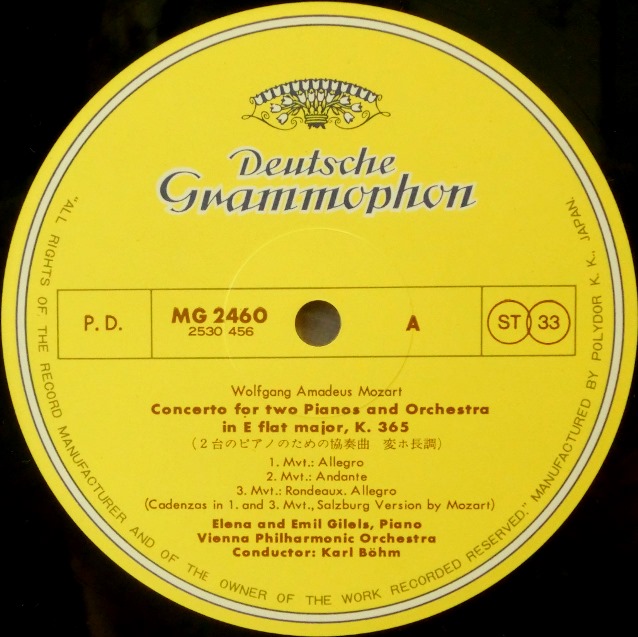 Deutsche
Grammophon
P. D.
MG 2460
2530 456
A
ST 33
Wolfgang Amadeus Mozart
Concerto for two Pianos and Orchestra
in E flat major, K. 365
(2台のピアノのための協奏曲 変ホ長調)
1. Mvt.: Allegro
2. Mvt.: Andante
3. Mvt.: Rondeaux. Allegro
(Cadenzas in 1. and 3. Mvt., Salzburg Version by Mozart)
Elena and Emil Gilels, Piano
Vienna Philharmonic Orchestra
Conductor: Karl Böhm
"ALL RIGHTS OF THE RECORD MANUFACTURER AND OF THE OWNER OF THE WORK RECORDED RESERVED." MANUFACTURED BY POLYDOR K. K., JAPAN.